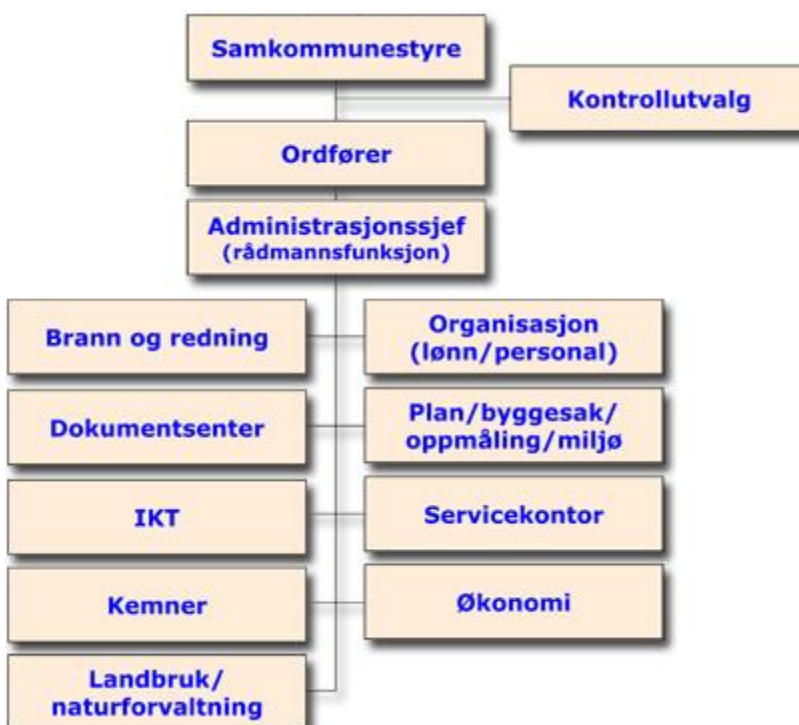 Samkommunestyre
Kontrollutvalg
Ordfører
Administrasjonssjef
(rådmannsfunksjon)
Brann og redning
Organisasjon
(lønn/personal)
Dokumentsenter
Plan/byggesak/
oppmåling/miljø
IKT
Servicekontor
Kemner
Økonomi
Landbruk/
naturforvaltning